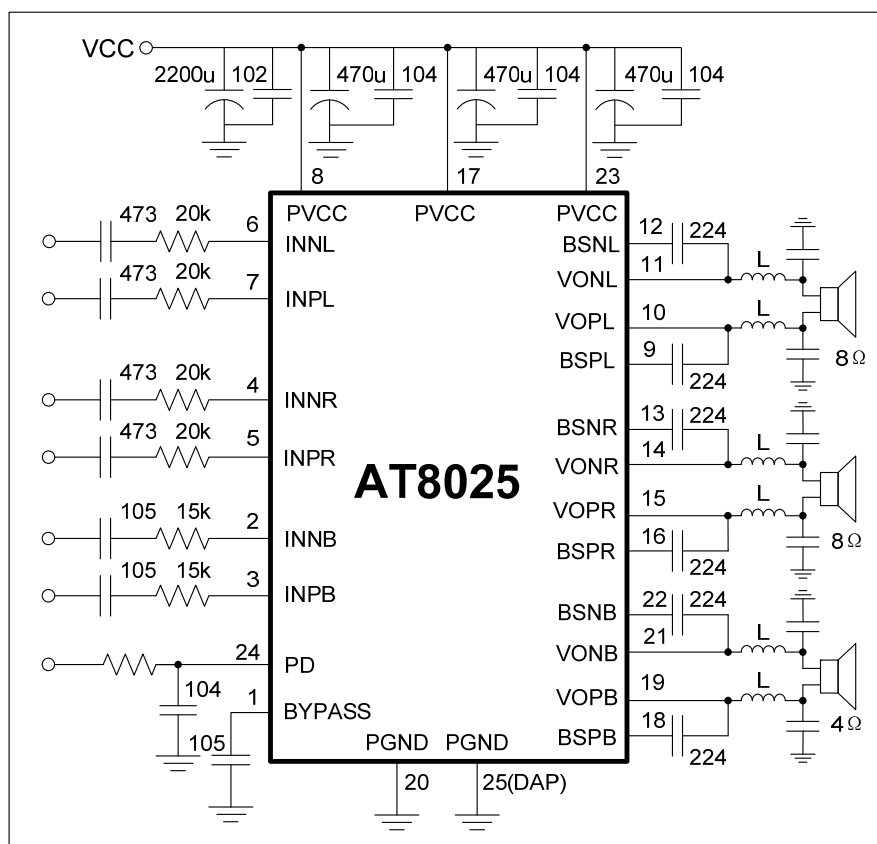 VCC
2200u 102 470u 104 470u 104 470u 104
8 17 23
PVCC PVCC PVCC
473 20k 6 INNL
473 20k 7 INPL
473 20k 4 INNR
473 20k 5 INPR
105 15k 2 INNB
105 15k 3 INPB
24 PD
104
1 BYPASS
105
AT8025
BSNL 12 224
VONL 11 L
VOPL 10 L
BSPL 9 224
8Ω
BSNR 13 224
VONR 14 L
VOPR 15 L
BSPR 16 224
8Ω
BSNB 22 224
VONB 21 L
VOPB 19 L
BSPB 18 224
4Ω
PGND PGND
20 25(DAP)